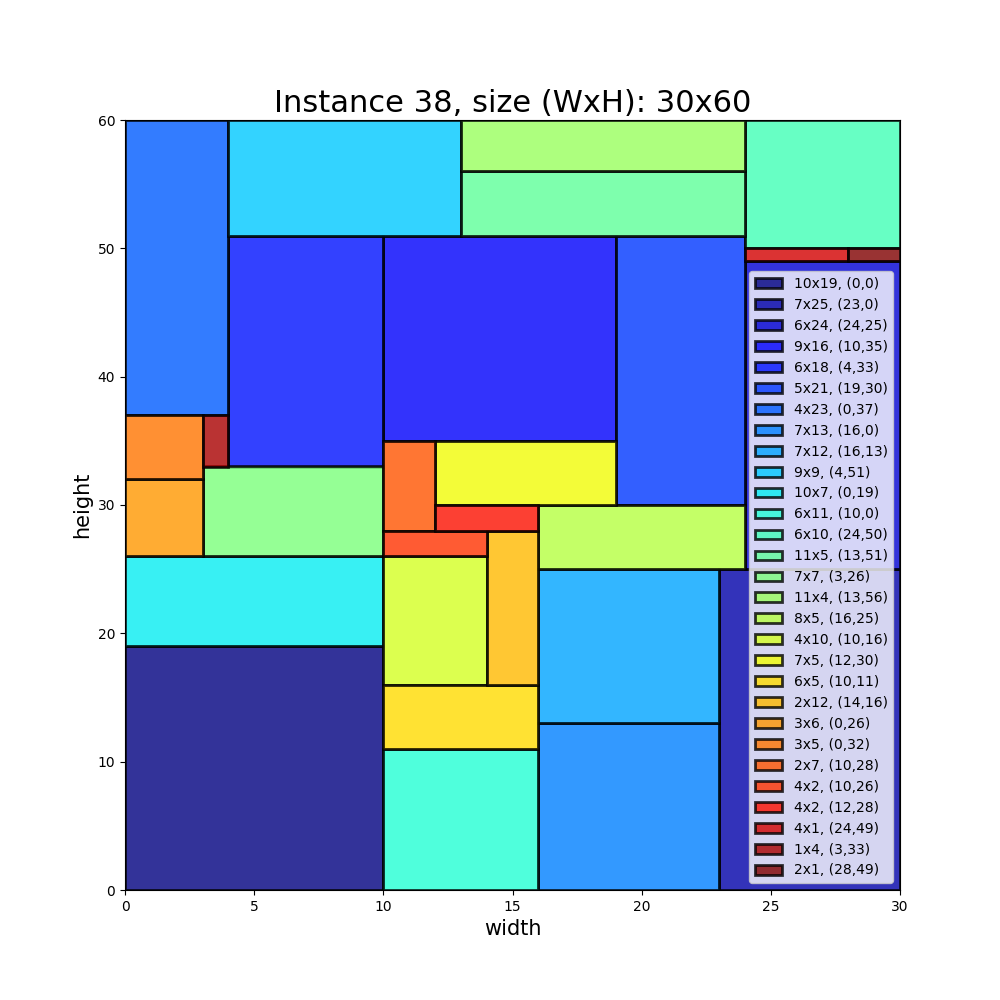 Instance 38, size (WxH): 30x60
height
60
50
40
30
20
10
0
10x19, (0,0)
7x25, (23,0)
6x24, (24,25)
9x16, (10,35)
6x18, (4,33)
5x21, (19,30)
4x23, (0,37)
7x13, (16,0)
7x12, (16,13)
9x9, (4,51)
10x7, (0,19)
6x11, (10,0)
6x10, (24,50)
11x5, (13,51)
7x7, (3,26)
11x4, (13,56)
8x5, (16,25)
4x10, (10,16)
7x5, (12,30)
6x5, (10,11)
2x12, (14,16)
3x6, (0,26)
3x5, (0,32)
2x7, (10,28)
4x2, (10,26)
4x2, (12,28)
4x1, (24,49)
1x4, (3,33)
2x1, (28,49)
0 5 10 15 20 25 30
width